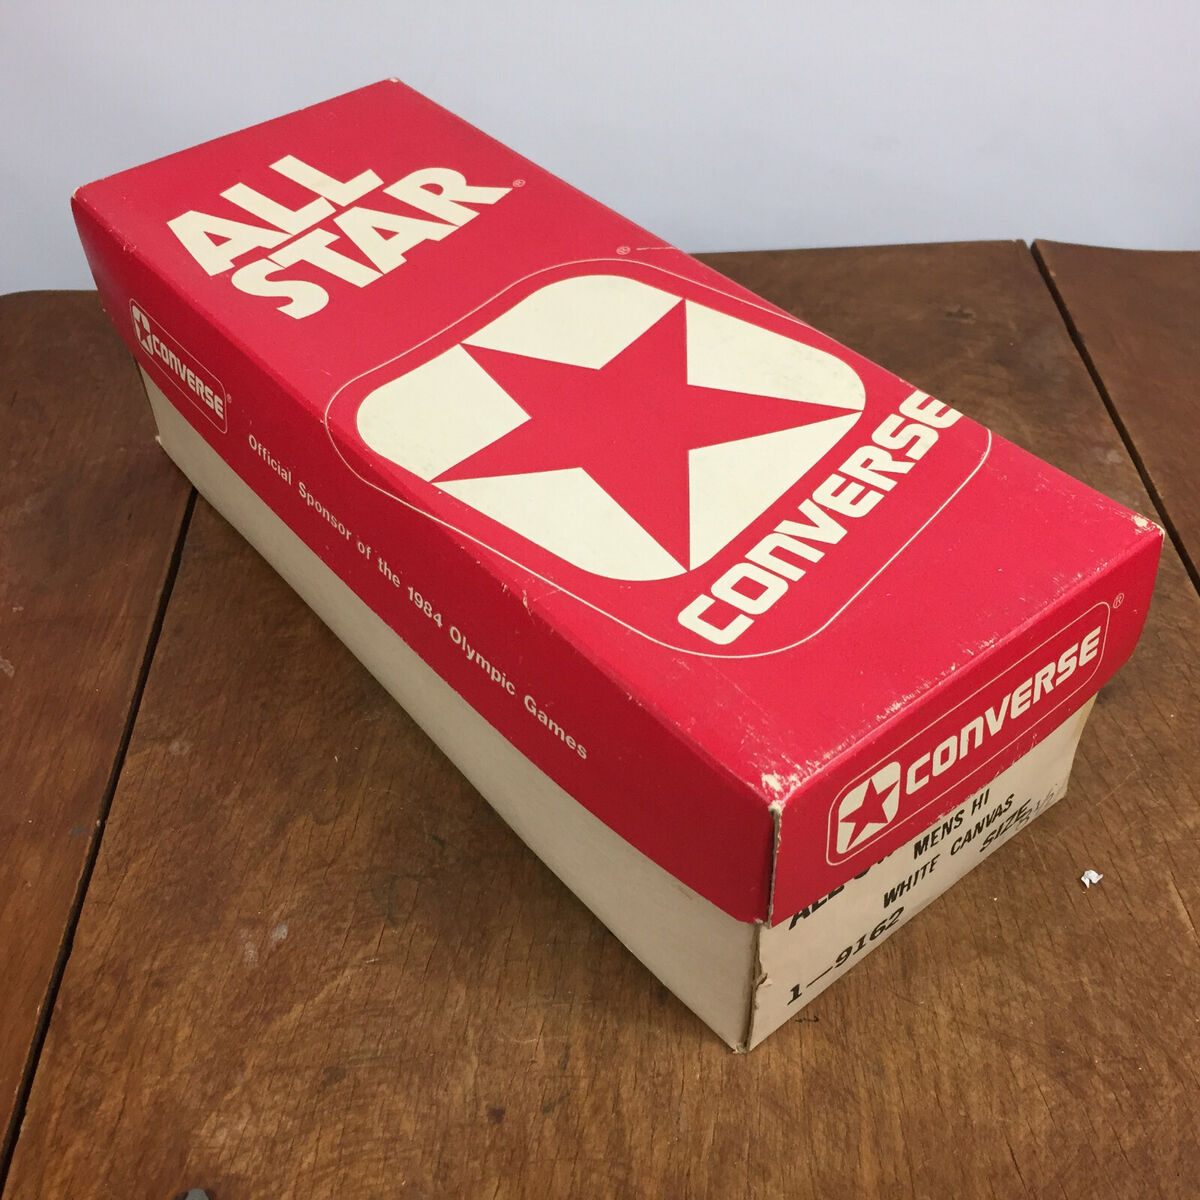 ALL
STAR®
®
CONVERSE
CONVERSE®
Official Sponsor of the 1984 Olympic Games
CONVERSE®
MENS HI
WHITE CANVAS
SIZE
1—9162